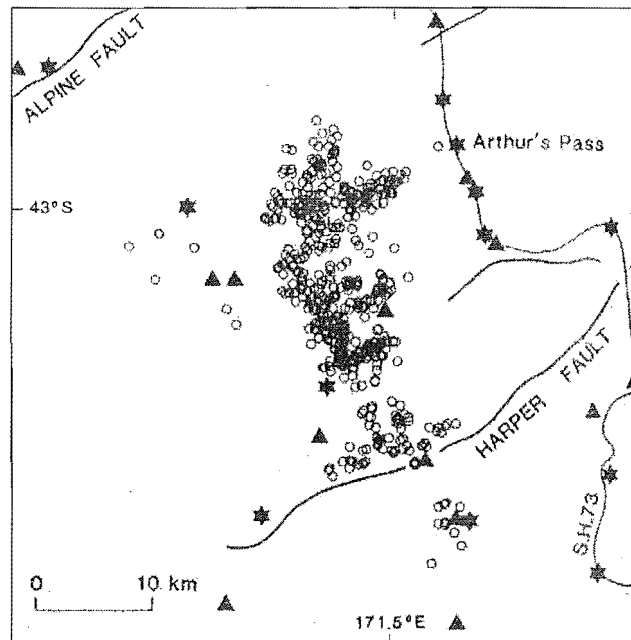 ALPINE FAULT
Arthur's Pass
43°S
HARPER FAULT
S.H.73
0 10 km
171.5°E